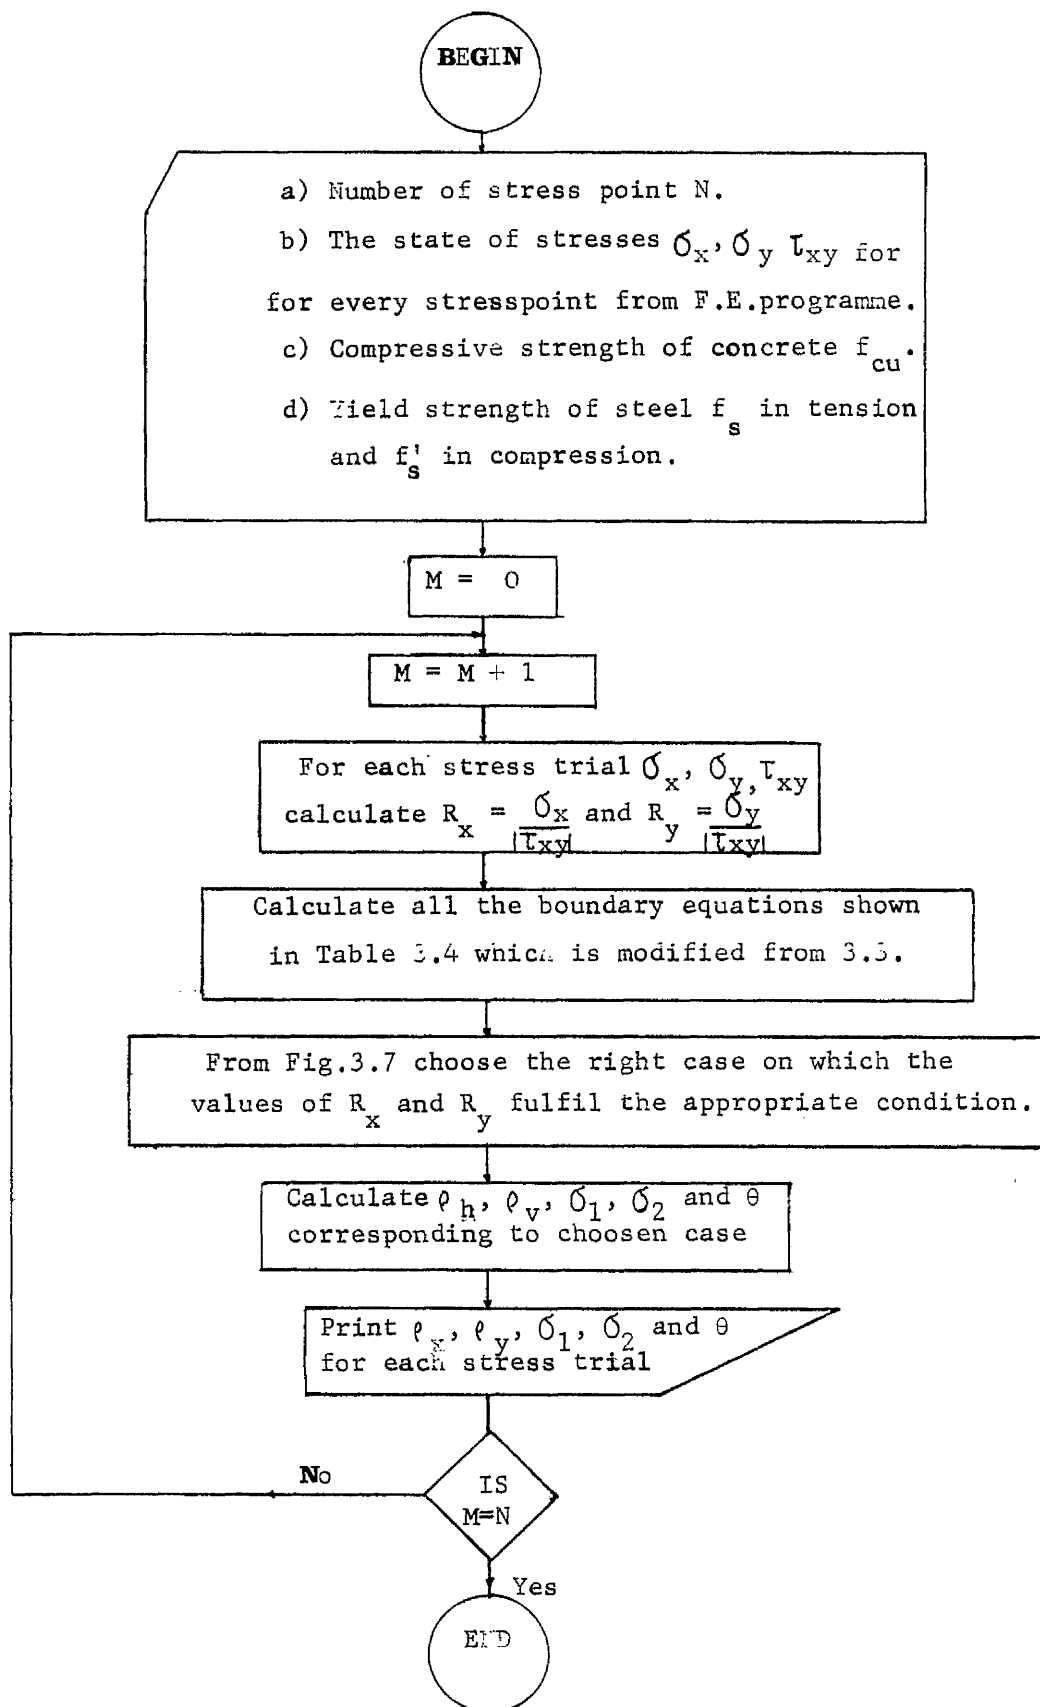 BEGIN
a) Number of stress point N.
b) The state of stresses σx, σy τxy for
for every stresspoint from F.E.programme.
c) Compressive strength of concrete fcu.
d) Yield strength of steel fs in tension
and f's in compression.
M = 0
M = M + 1
For each stress trial σx, σy, τxy
calculate Rx = σx/|τxy| and Ry = σy/|τxy|
Calculate all the boundary equations shown
in Table 3.4 which is modified from 3.3.
From Fig.3.7 choose the right case on which the
values of Rx and Ry fulfil the appropriate condition.
Calculate ρh, ρv, σ1, σ2 and θ
corresponding to choosen case
Print ρx, ρy, σ1, σ2 and θ
for each stress trial
No
IS
M=N
Yes
END